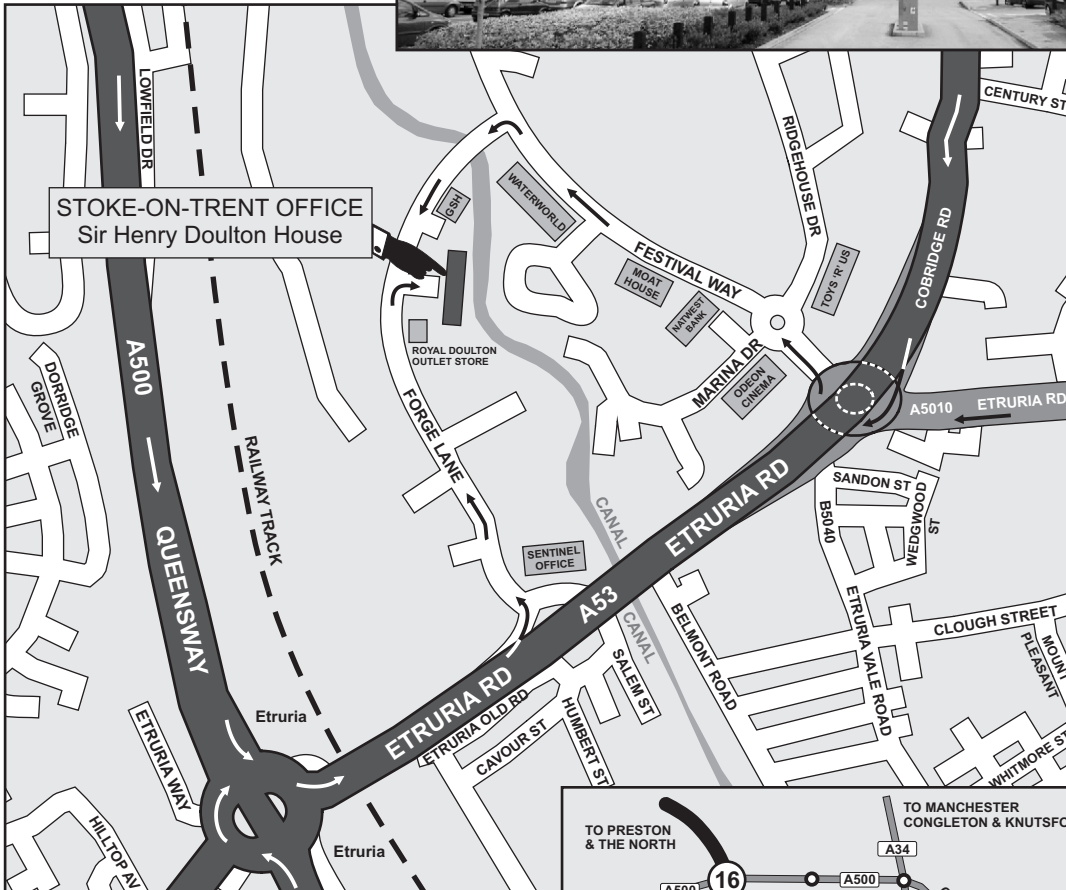 CENTURY ST
LOWFIELD DR
RIDGEHOUSE DR
STOKE-ON-TRENT OFFICE
Sir Henry Doulton House
GSH
WATERWORLD
COBRIDGE RD
FESTIVAL WAY
TOYS 'R' US
MOAT
HOUSE
NATWEST
BANK
ROYAL DOULTON
OUTLET STORE
MARINA DR
ODEON
CINEMA
A500
DORRIDGE
GROVE
FORGE LANE
A5010
ETRURIA RD
RAILWAY TRACK
ETRURIA RD
SANDON ST
WEDGWOOD
ST
B5040
CANAL
QUEENSWAY
SENTINEL
OFFICE
A53
CANAL
BELMONT ROAD
ETRURIA VALE ROAD
CLOUGH STREET
MOUNT
PLEASANT
SALEM ST
ETRURIA RD
ETRURIA OLD RD
HUMBERT ST
CAVOUR ST
Etruria
ETRURIA WAY
WHITMORE ST
HILLTOP AV
Etruria
TO PRESTON
& THE NORTH
TO MANCHESTER
CONGLETON & KNUTSFO
A34
16
A500
A500